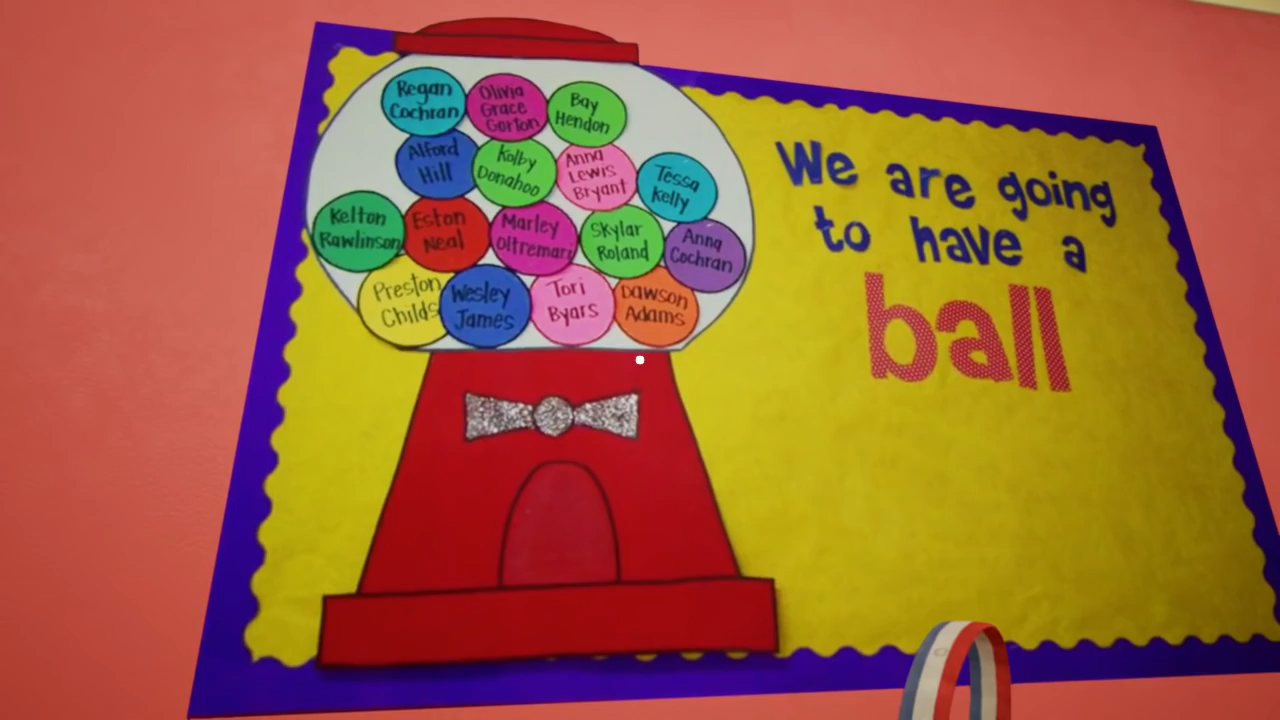 Regan
Cochran
Olivia
Grace
Gorton
Bay
Hendon
Alford
Hill
Kolby
Donahoo
Anna
Lewis
Bryant
Tessa
Kelly
Kelton
Rawlinson
Eston
Neal
Marley
Oltremari
Skylar
Roland
Anna
Cochran
Preston
Childs
Wesley
James
Tori
Byars
Dawson
Adams
We are going
to have a
ball